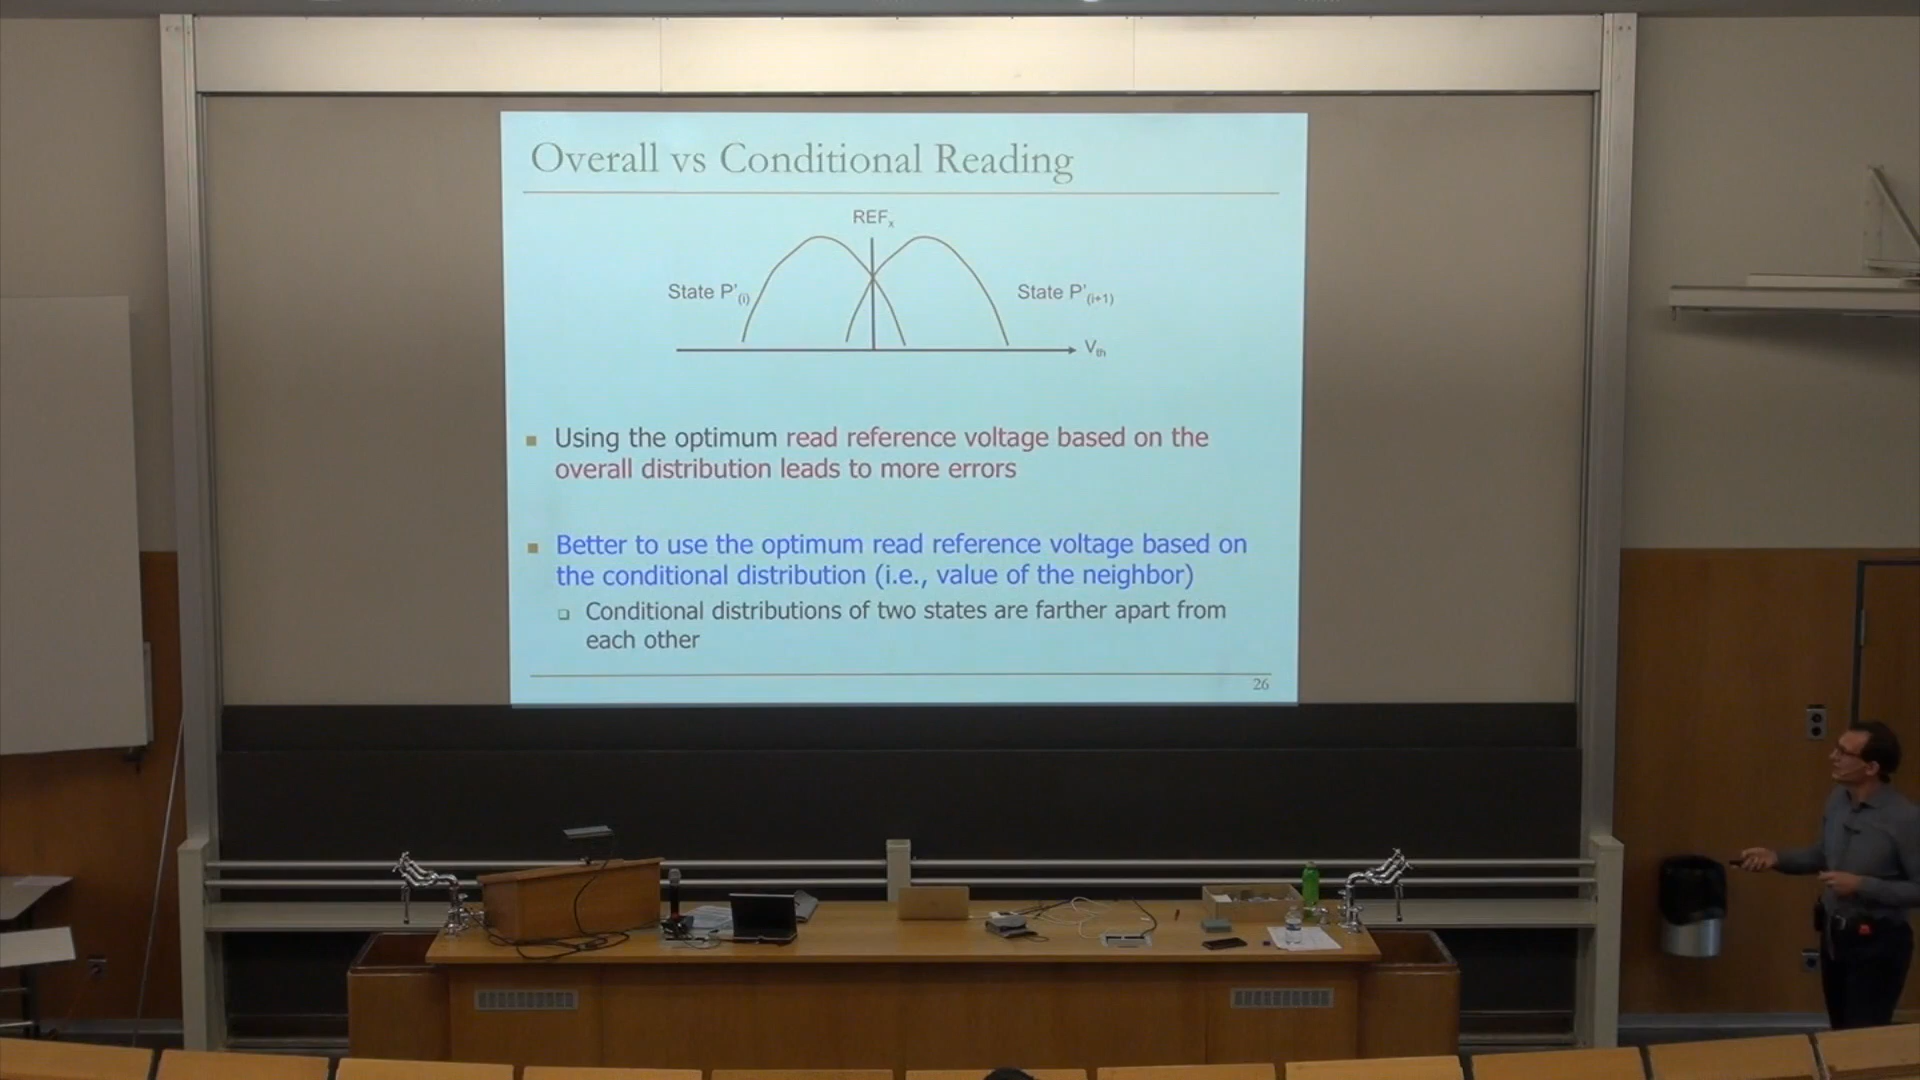 Overall vs Conditional Reading
REFx
State P'(i)
State P'(i+1)
Vth
Using the optimum read reference voltage based on the
overall distribution leads to more errors
Better to use the optimum read reference voltage based on
the conditional distribution (i.e., value of the neighbor)
Conditional distributions of two states are farther apart from
each other
26